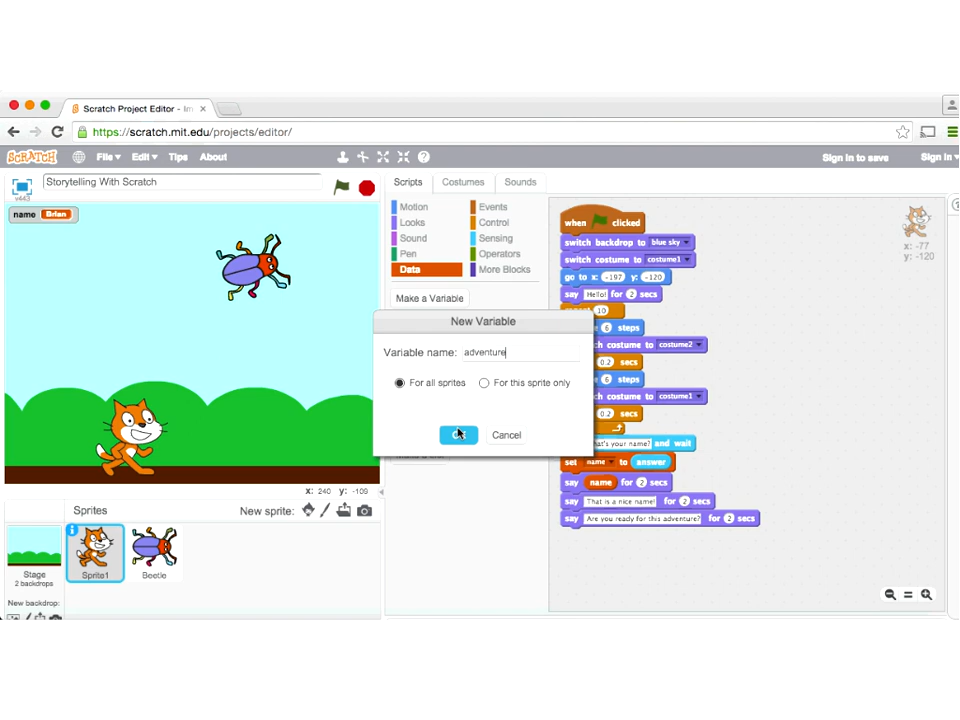 Scratch Project Editor - Im
https://scratch.mit.edu/projects/editor/
SCRATCH File Edit Tips About Sign in to save Sign in
v443
Storytelling With Scratch
name Brian
Scripts Costumes Sounds
Motion Events
Looks Control
Sound Sensing
Pen Operators
Data More Blocks
Make a Variable
New Variable
Variable name: adventure
For all sprites For this sprite only
Cancel
when clicked
switch backdrop to blue sky
switch costume to costume1
go to x: -197 y: -120
say Hello! for 2 secs
10
6 steps
costume to costume2
0.2 secs
6 steps
costume to costume1
0.2 secs
your name? and wait
set name to answer
say name for 2 secs
say That is a nice name! for 2 secs
say Are you ready for this adventure? for 2 secs
x: -77
y: -120
x: 240 y: -109
Sprites New sprite:
Stage
2 backdrops
New backdrop:
Sprite1
Beetle